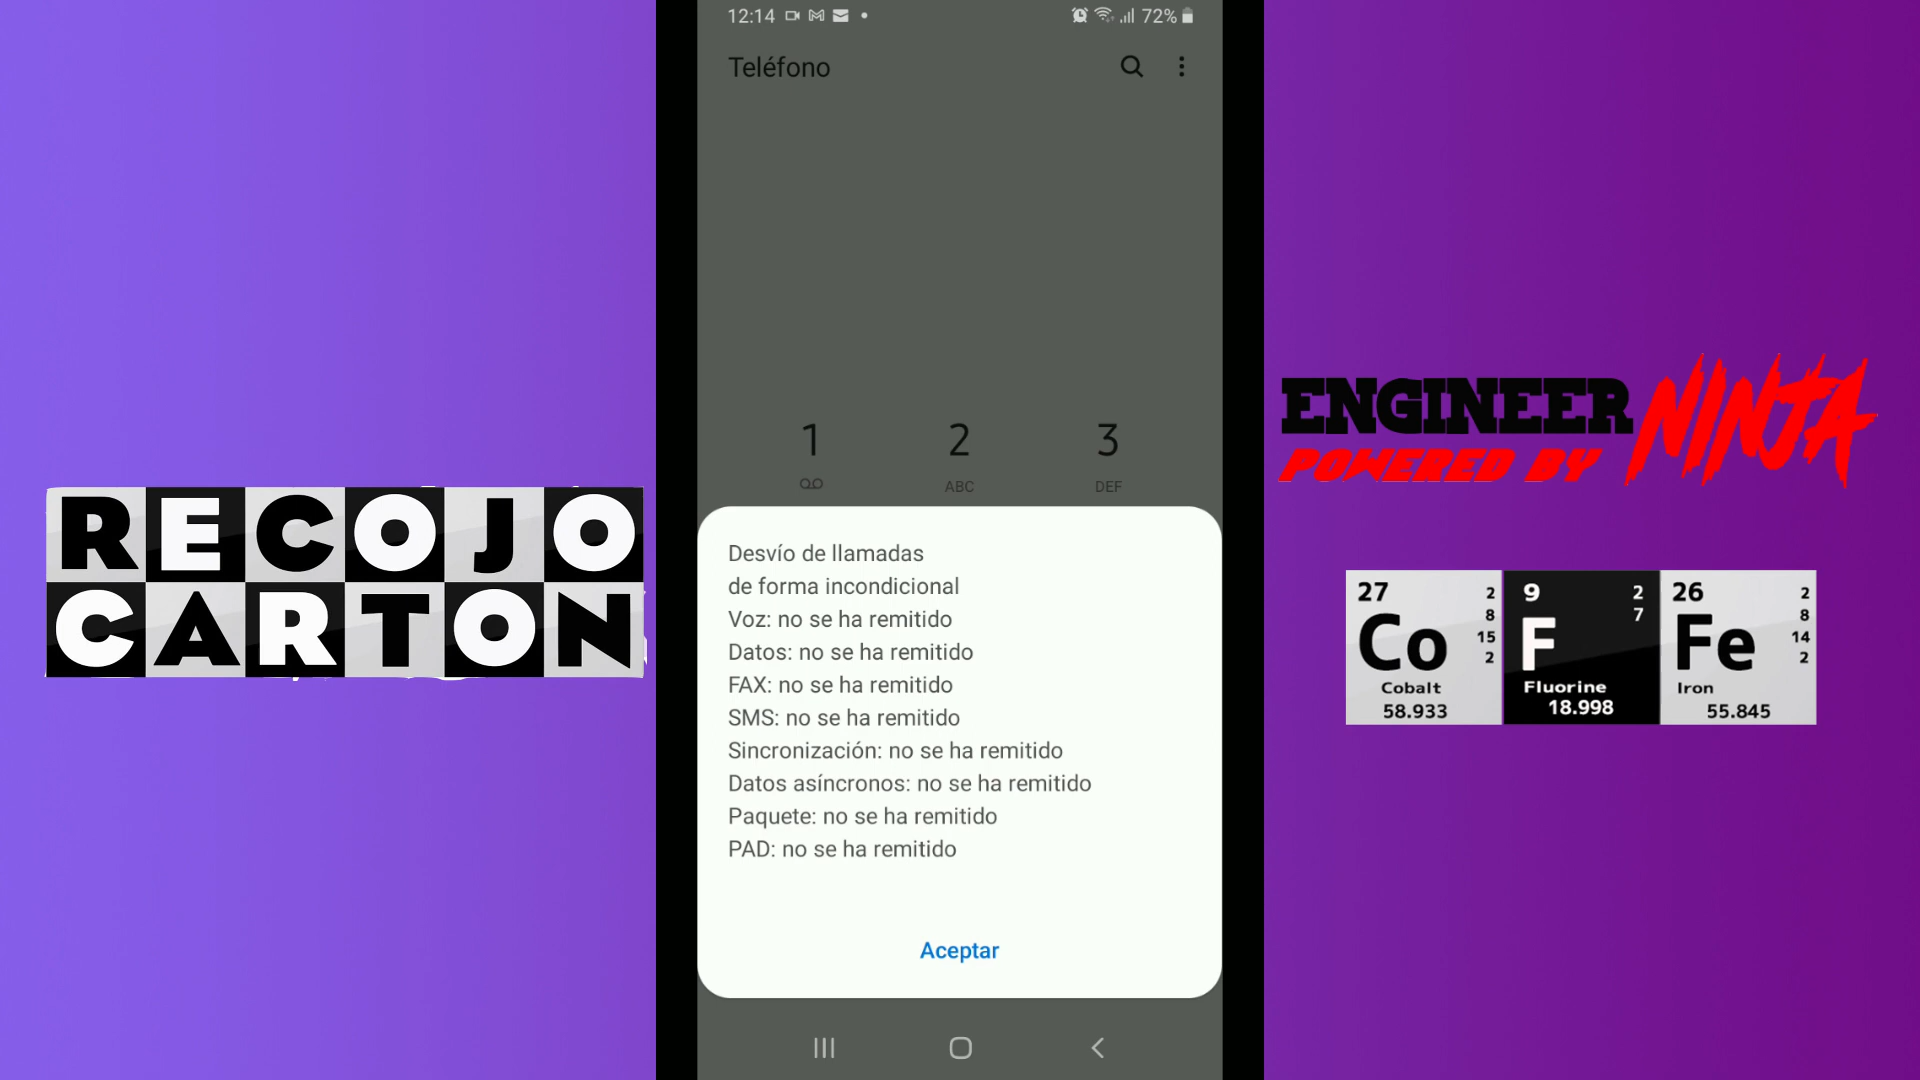 12:14
72%
Teléfono
1
2
3
ABC
DEF
Desvío de llamadas
de forma incondicional
Voz: no se ha remitido
Datos: no se ha remitido
FAX: no se ha remitido
SMS: no se ha remitido
Sincronización: no se ha remitido
Datos asíncronos: no se ha remitido
Paquete: no se ha remitido
PAD: no se ha remitido
Aceptar
RECOJO
CARTON
ENGINEER NINJA
POWERED BY
27 2 8 15 2
Co
Cobalt
58.933
9 2 7
F
Fluorine
18.998
26 2 8 14 2
Fe
Iron
55.845